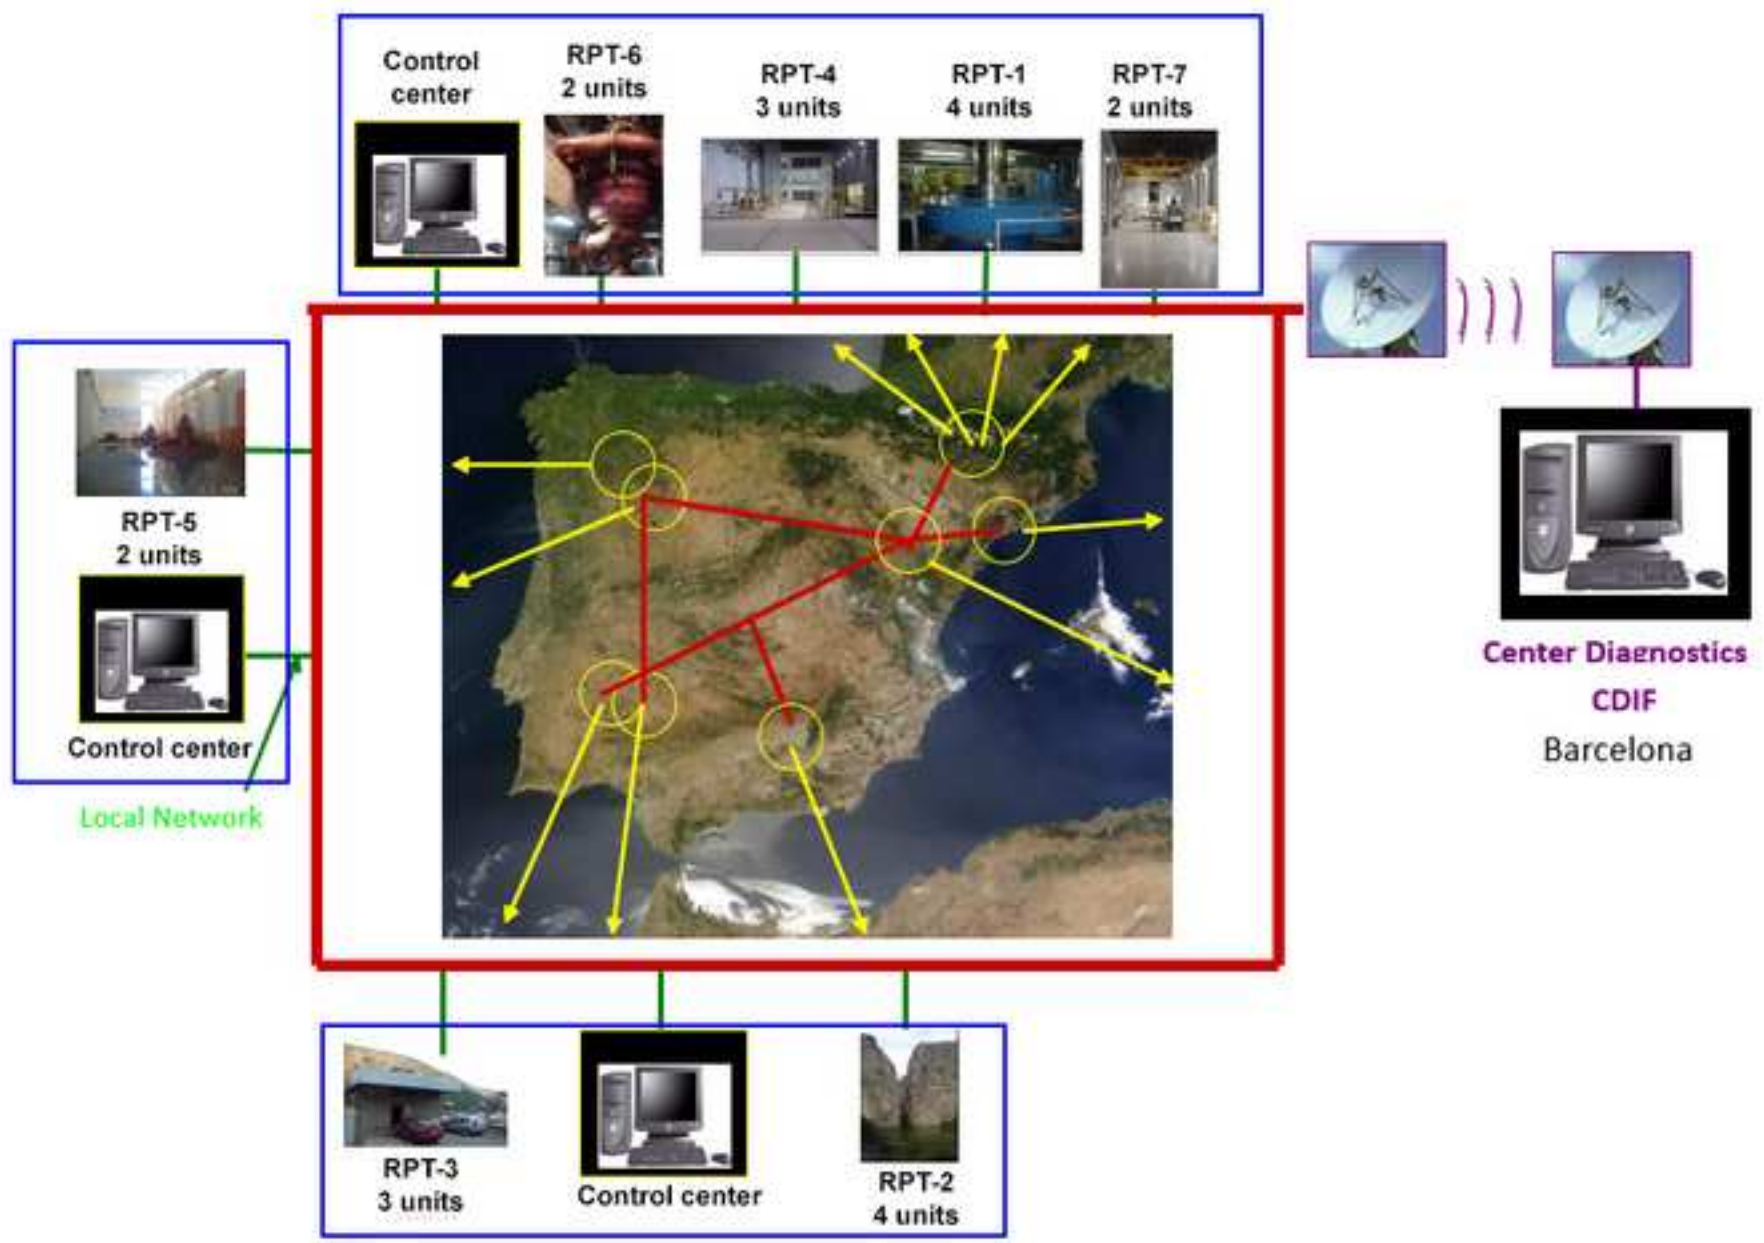 Control
center
RPT-6
2 units
RPT-4
3 units
RPT-1
4 units
RPT-7
2 units
RPT-5
2 units
Control center
Local Network
Center Diagnostics
CDIF
Barcelona
RPT-3
3 units
Control center
RPT-2
4 units